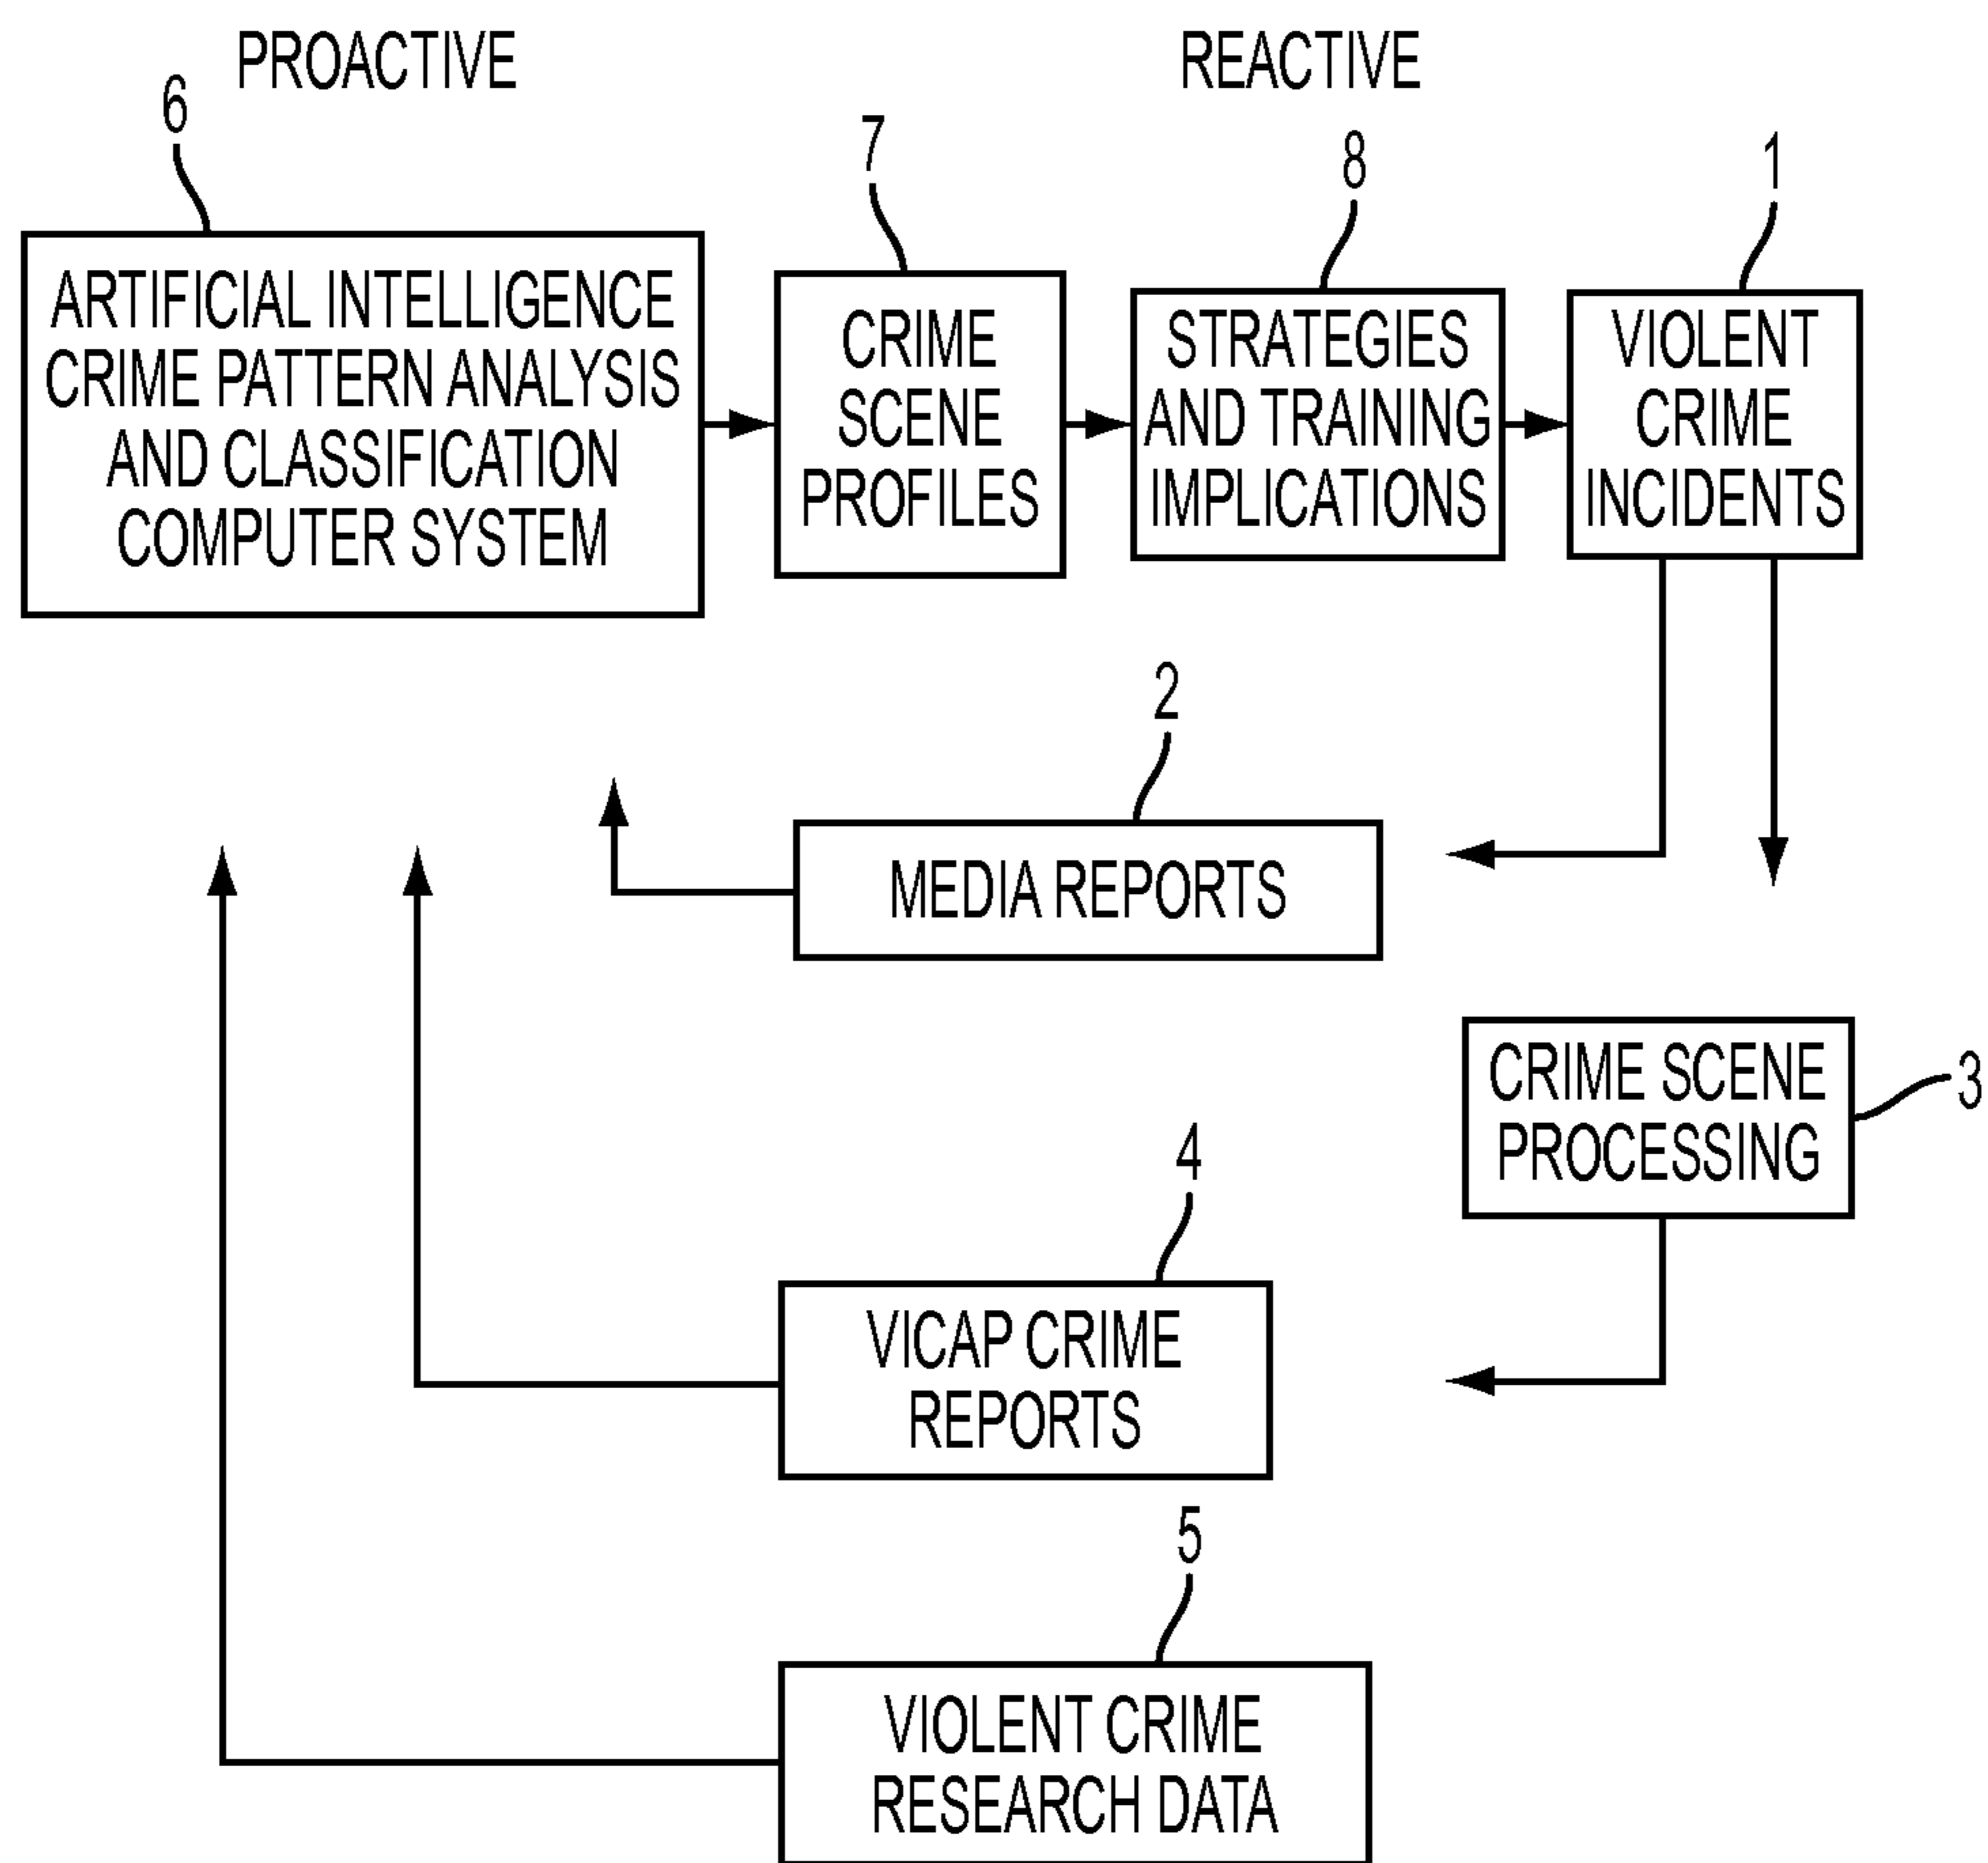 PROACTIVE
REACTIVE
6
7
8
1
ARTIFICIAL INTELLIGENCE
CRIME PATTERN ANALYSIS
AND CLASSIFICATION
COMPUTER SYSTEM
CRIME
SCENE
PROFILES
STRATEGIES
AND TRAINING
IMPLICATIONS
VIOLENT
CRIME
INCIDENTS
2
MEDIA REPORTS
CRIME SCENE
PROCESSING
3
4
VICAP CRIME
REPORTS
5
VIOLENT CRIME
RESEARCH DATA